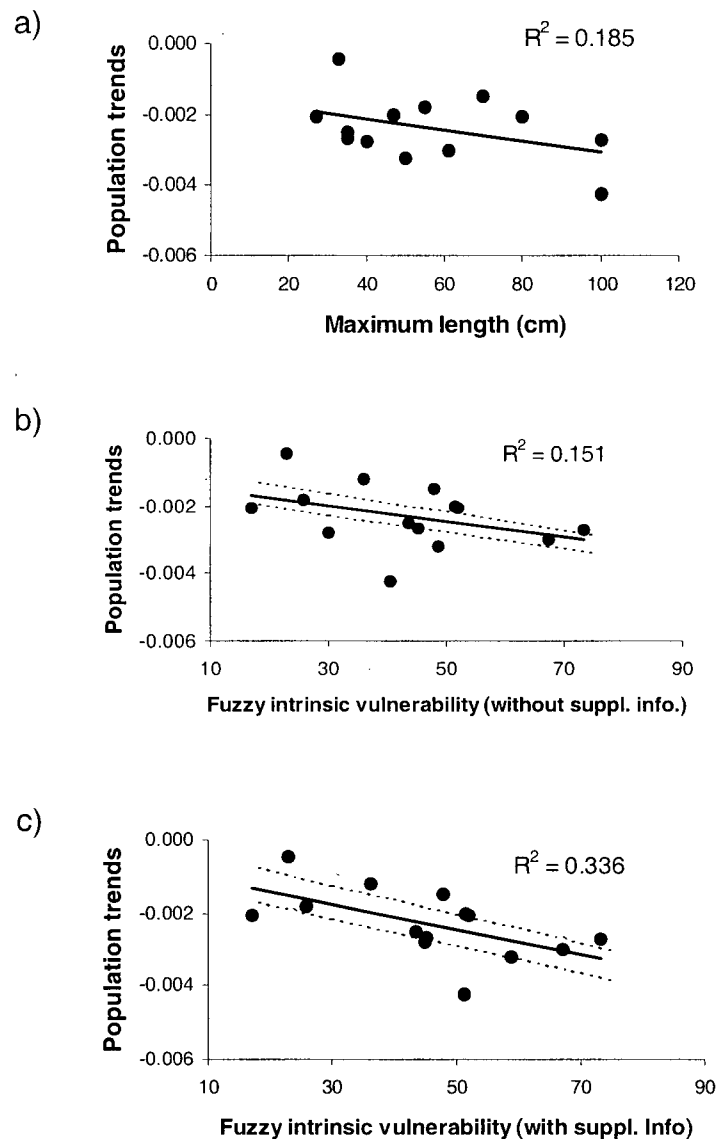 a)
R² = 0.185
0.000
-0.002
-0.004
-0.006
Population trends
0 20 40 60 80 100 120
Maximum length (cm)
b)
R² = 0.151
0.000
-0.002
-0.004
-0.006
Population trends
10 30 50 70 90
Fuzzy intrinsic vulnerability (without suppl. info.)
c)
R² = 0.336
0.000
-0.002
-0.004
-0.006
Population trends
10 30 50 70 90
Fuzzy intrinsic vulnerability (with suppl. Info)